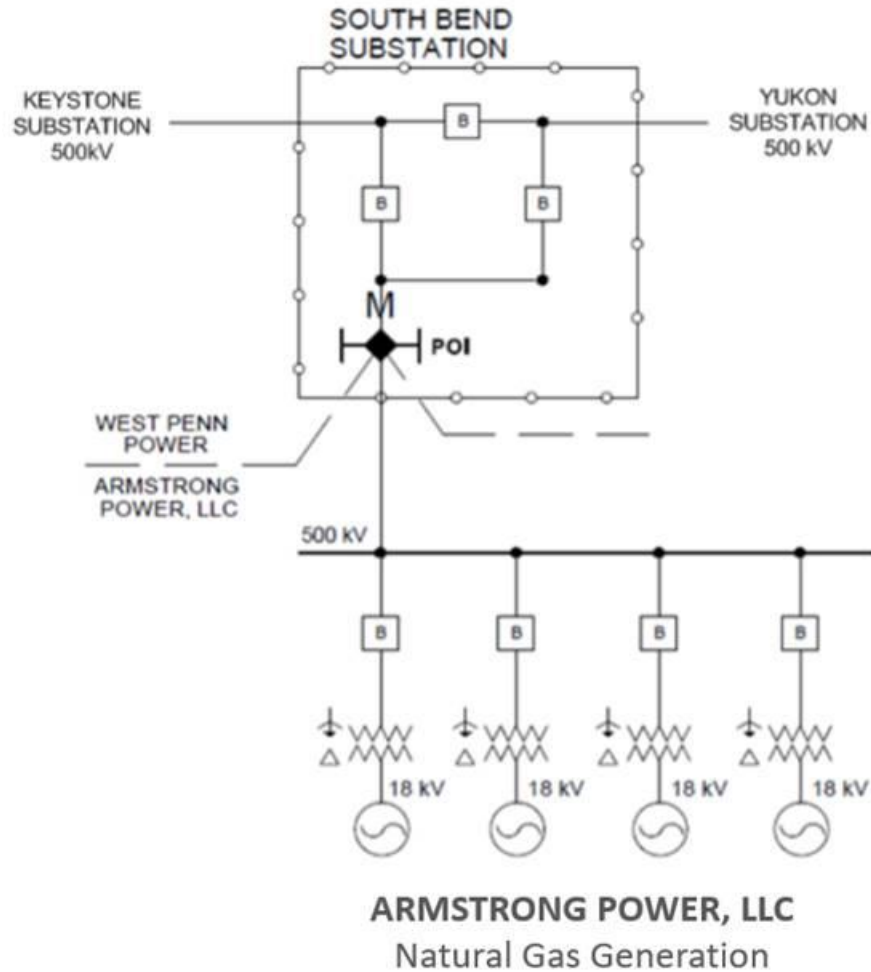 SOUTH BEND
SUBSTATION
KEYSTONE
SUBSTATION
500kV
YUKON
SUBSTATION
500 kV
B
B
B
M
POI
WEST PENN
POWER
ARMSTRONG
POWER, LLC
500 kV
B
B
B
B
18 kV
18 kV
18 kV
18 kV
ARMSTRONG POWER, LLC
Natural Gas Generation